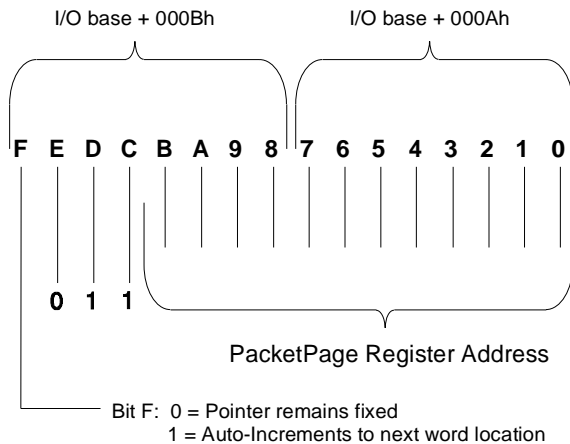 I/O base + 000Bh I/O base + 000Ah
F E D C B A 9 8 7 6 5 4 3 2 1 0
0 1 1
PacketPage Register Address
Bit F: 0 = Pointer remains fixed
1 = Auto-Increments to next word location